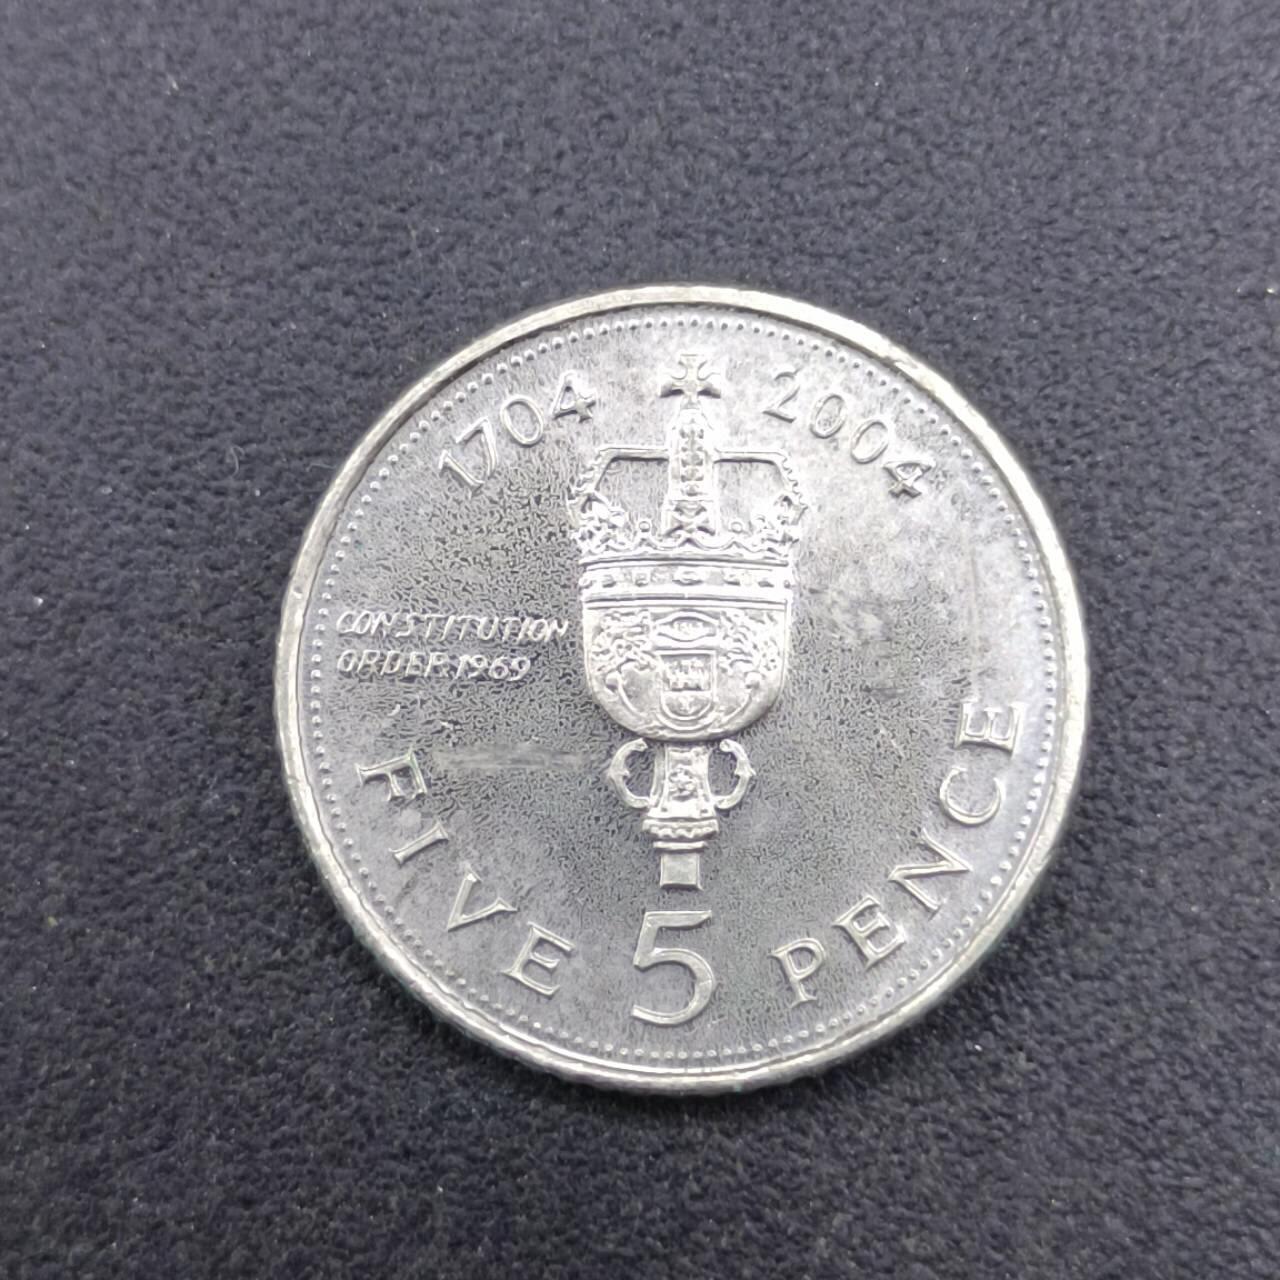 1704 2004
CONSTITUTION
ORDER 1969
FIVE 5 PENCE